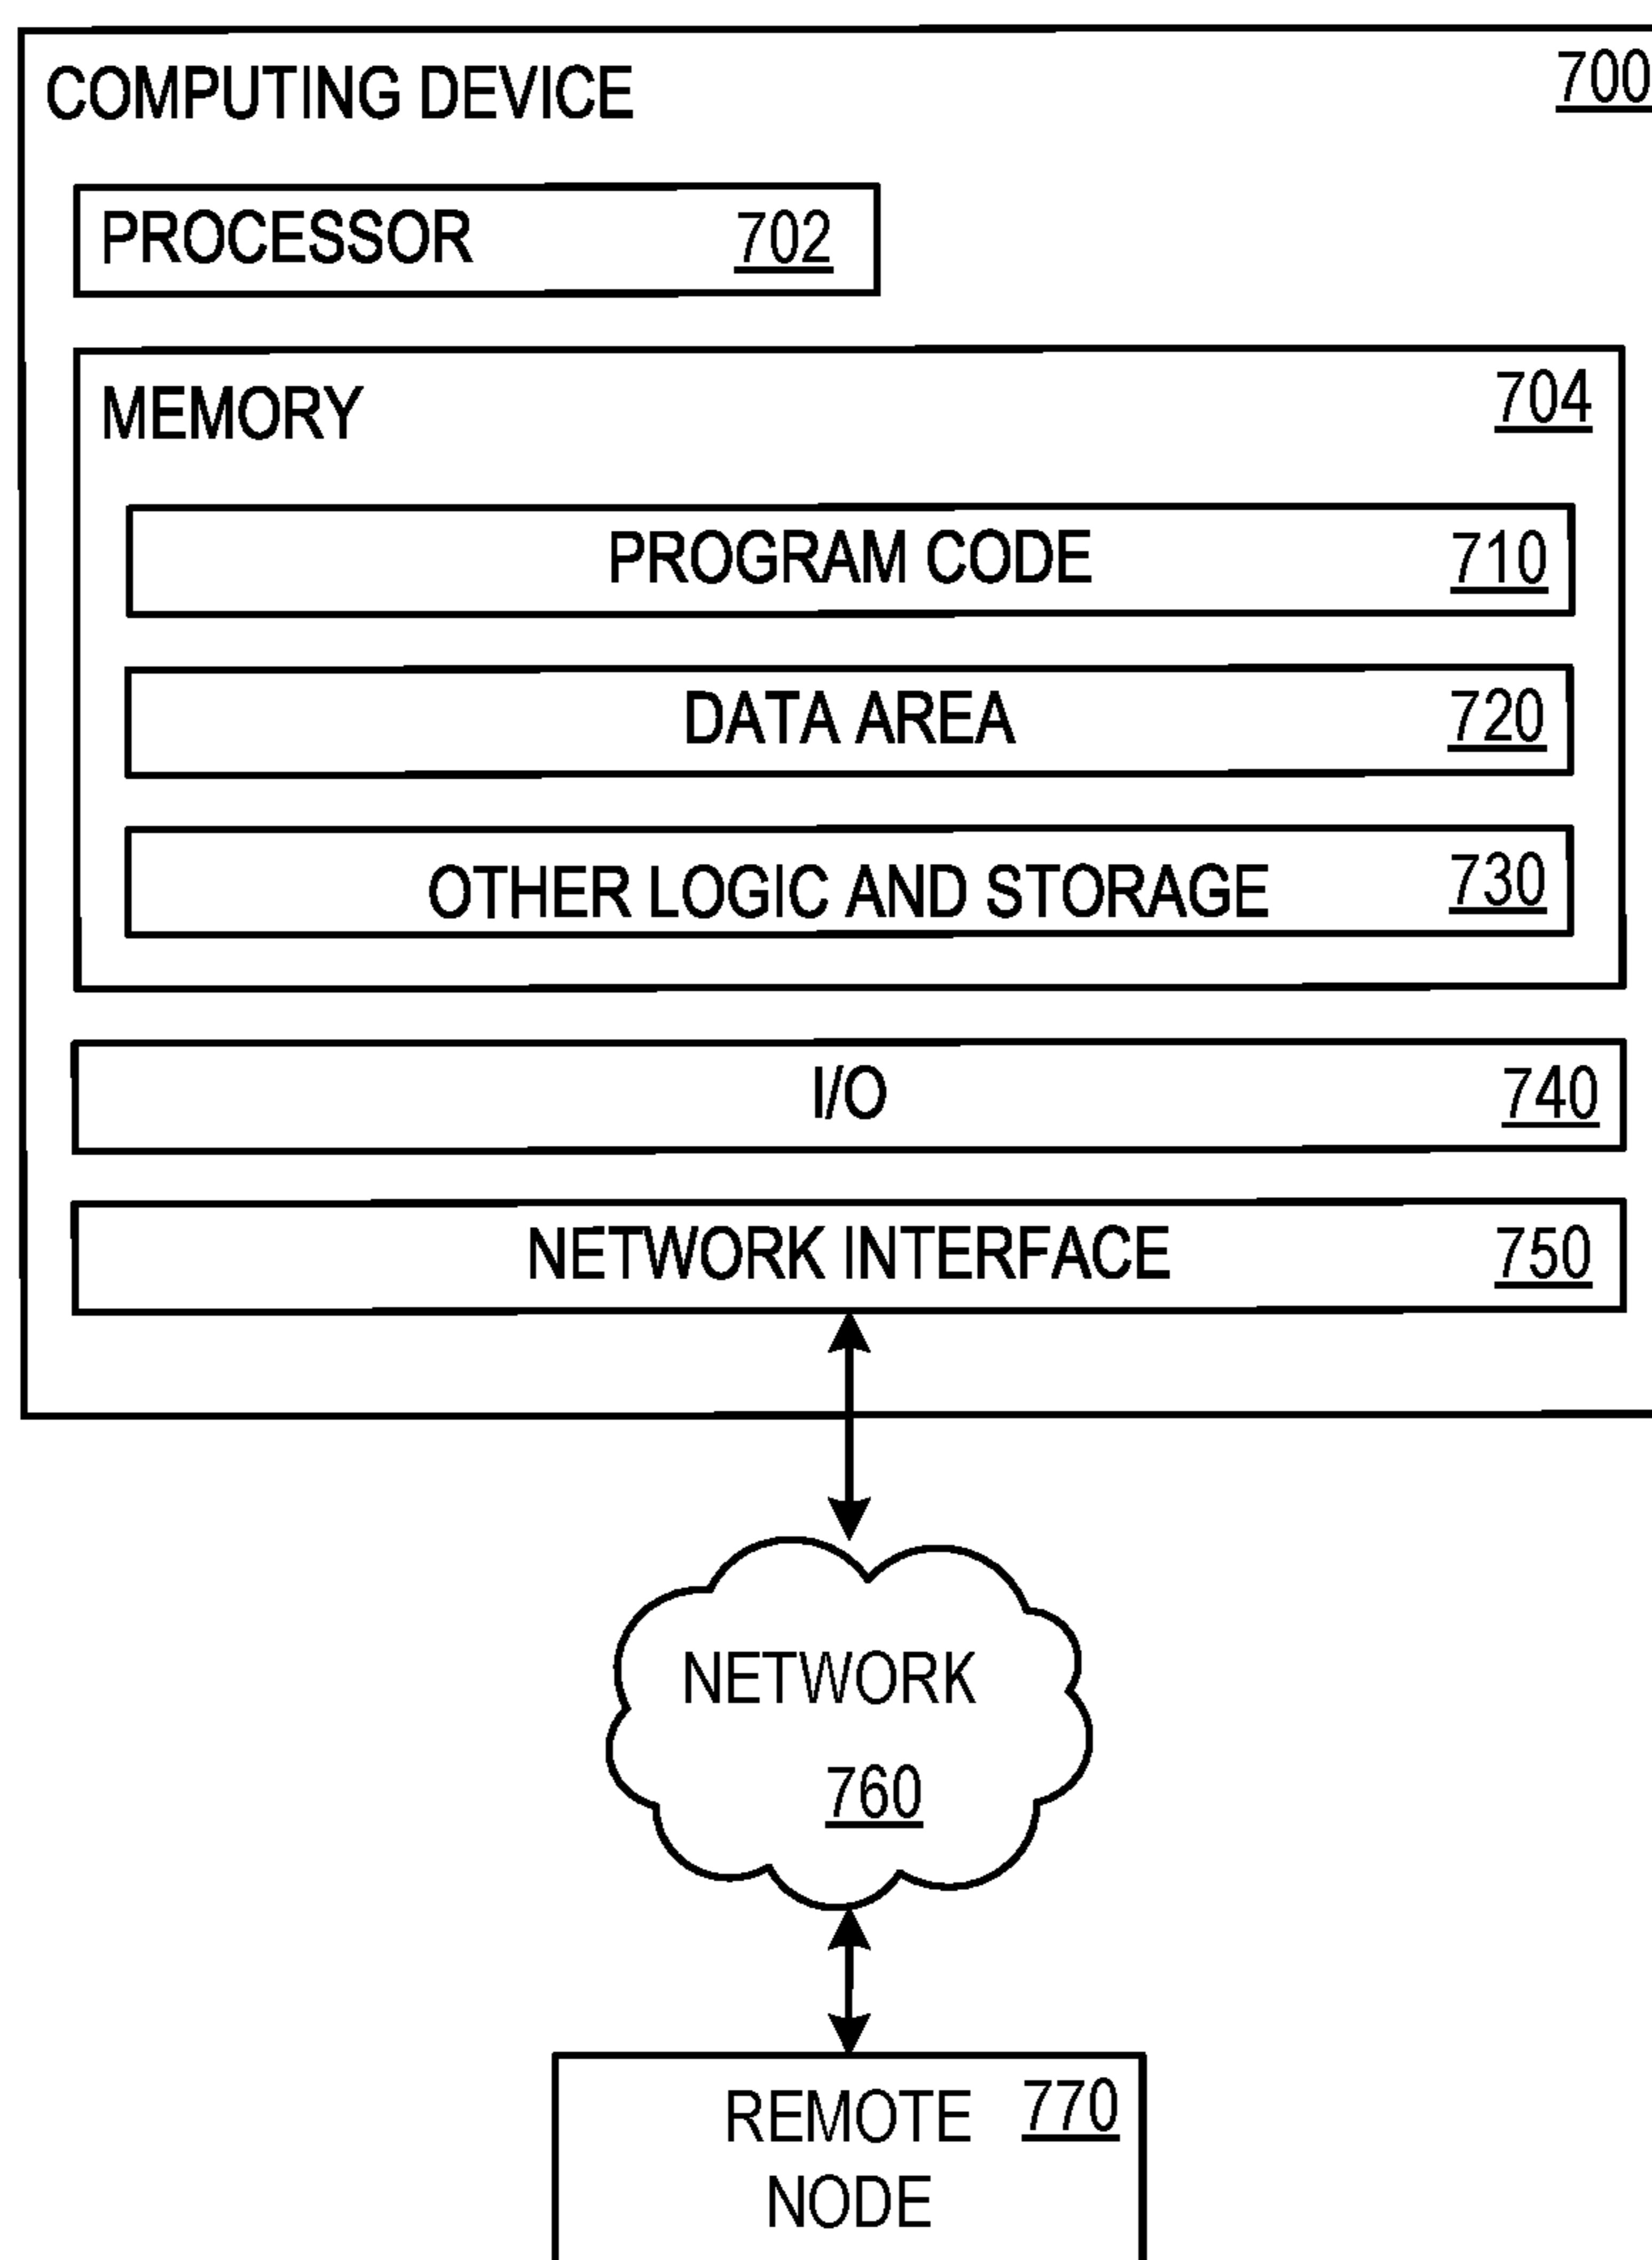 COMPUTING DEVICE 700
PROCESSOR 702
MEMORY 704
PROGRAM CODE 710
DATA AREA 720
OTHER LOGIC AND STORAGE 730
I/O 740
NETWORK INTERFACE 750
NETWORK
760
REMOTE 770
NODE